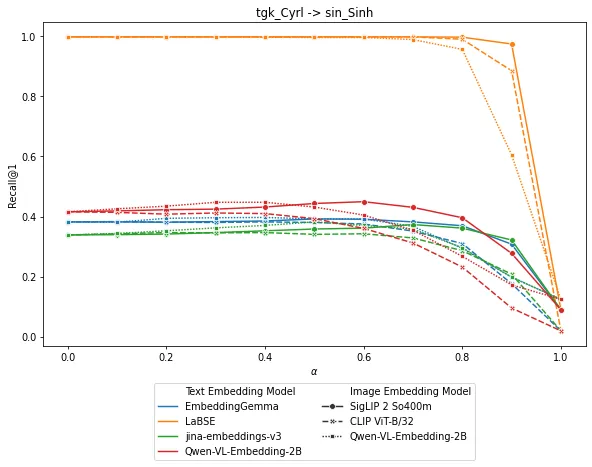 tgk_Cyrl -> sin_Sinh
Recall@1
1.0
0.8
0.6
0.4
0.2
0.0
0.0 0.2 0.4 0.6 0.8 1.0
α
Text Embedding Model Image Embedding Model
EmbeddingGemma SigLIP 2 So400m
LaBSE CLIP ViT-B/32
jina-embeddings-v3 Qwen-VL-Embedding-2B
Qwen-VL-Embedding-2B